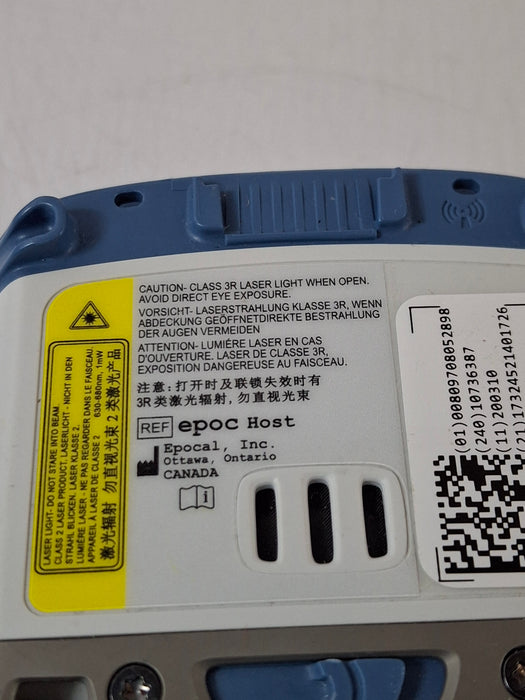 CAUTION- CLASS 3R LASER LIGHT WHEN OPEN.
AVOID DIRECT EYE EXPOSURE.
VORSICHT- LASERSTRAHLUNG KLASSE 3R, WENN
ABDECKUNG GEÖFFNETDIREKTE BESTRAHLUNG
DER AUGEN VERMEIDEN
ATTENTION- LUMIÈRE LASER EN CAS
D'OUVERTURE. LASER DE CLASSE 3R,
EXPOSITION DANGEREUSE AU FAISCEAU.
注意: 打开时及联锁失效时有
3R类激光辐射, 勿直视光束
REF epoc Host
Epocal, Inc.
Ottawa, Ontario
CANADA
i
LASER LIGHT- DO NOT STARE INTO BEAM
CLASS 2 LASER PRODUCT. LASERLICHT - NICHT IN DEN
STRAHL BLICKEN. LASER KLASSE 2.
LUMIÈRE LASER - NE PAS REGARDER DANS LE FAISCEAU.
APPAREIL À LASER DE CLASSE 2 630-680nm, 1mW
激光辐射 勿直视光束 2 类激光产品
(01)00809708052898
(240)10736387
(11)200310
(21)17324521401726